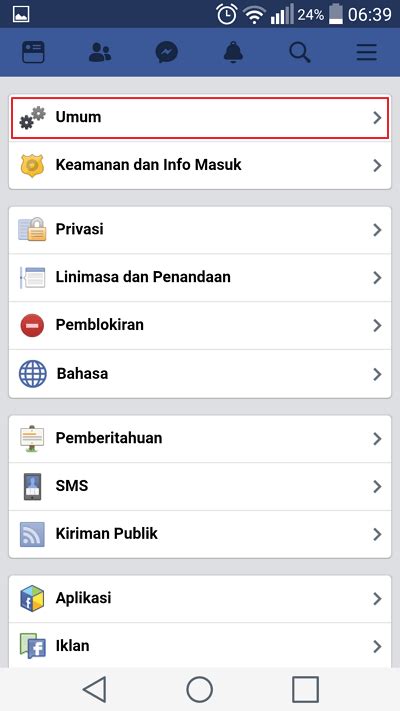 24% 06:39
Umum
Keamanan dan Info Masuk
Privasi
Linimasa dan Penandaan
Pemblokiran
Bahasa
Pemberitahuan
SMS
Kiriman Publik
Aplikasi
Iklan